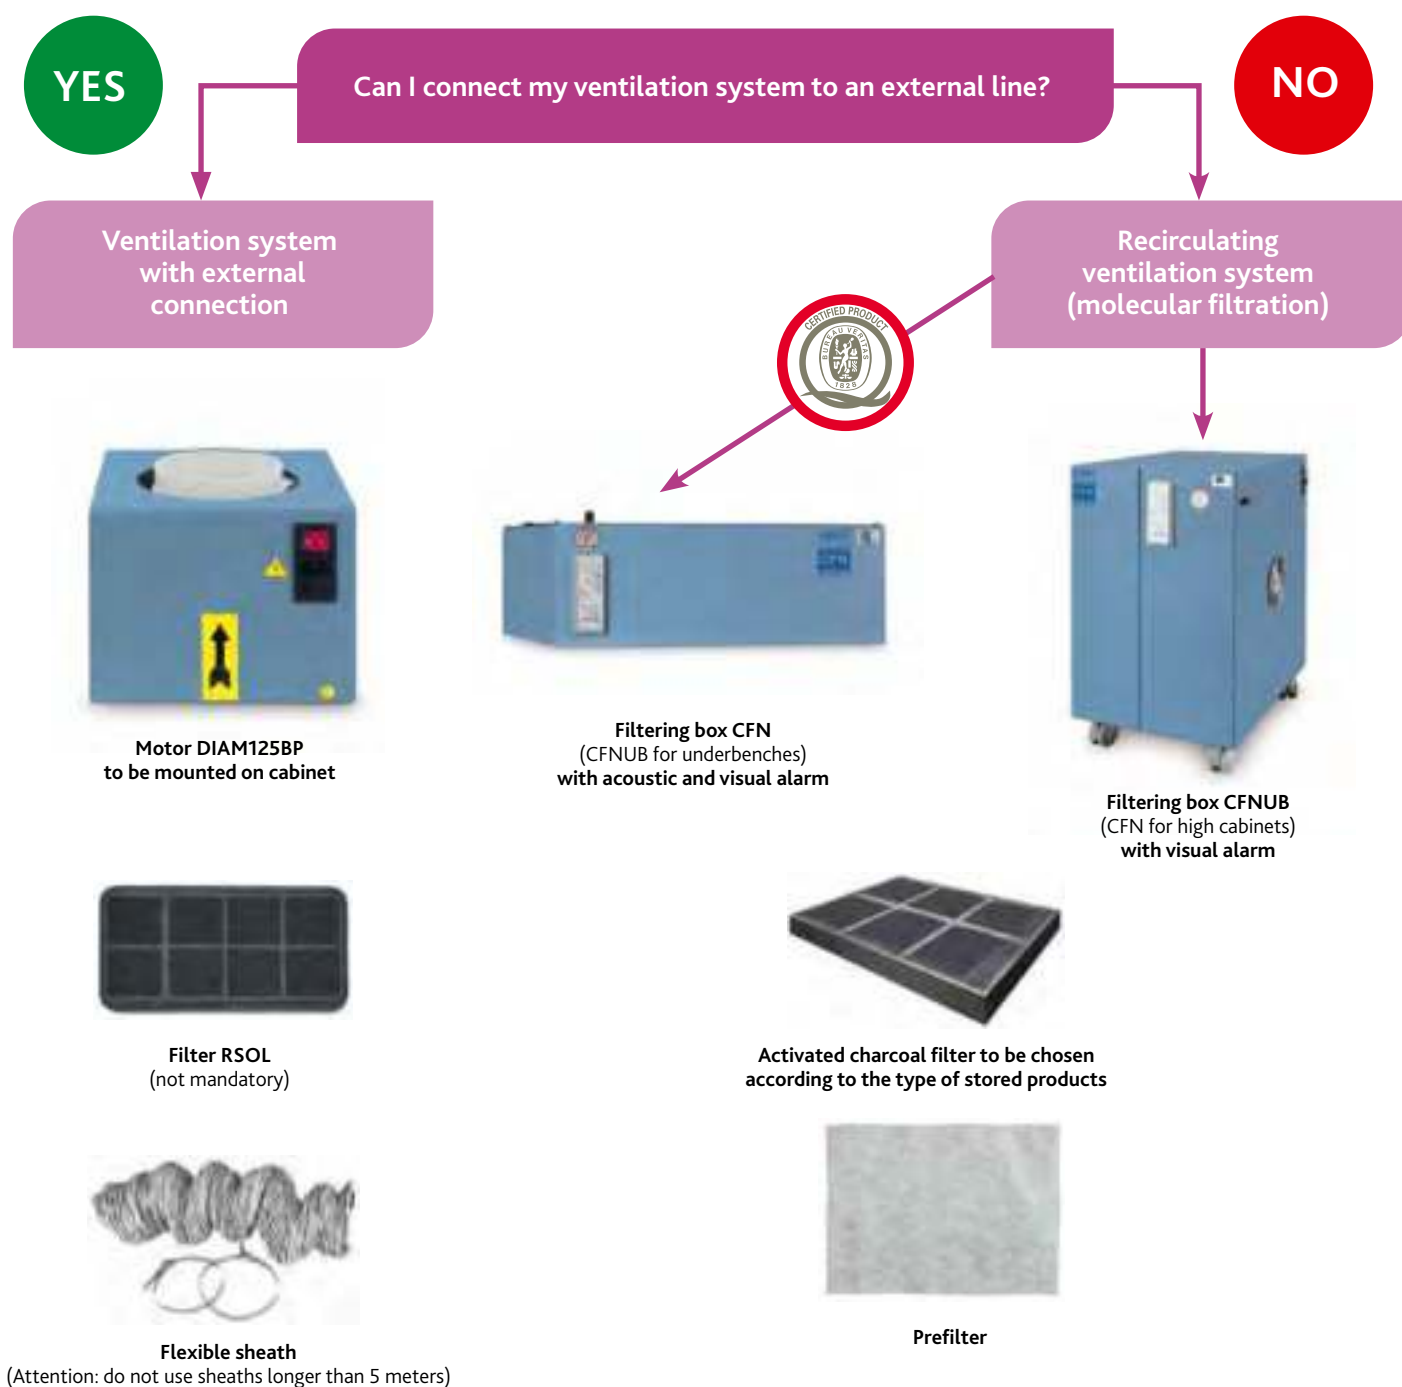 YES
Can I connect my ventilation system to an external line?
NO
Ventilation system
with external
connection
Recirculating
ventilation system
(molecular filtration)
CERTIFIED PRODUCT
BUREAU VERITAS
1828
CFN
Motor DIAM125BP
to be mounted on cabinet
Filtering box CFN
(CFNUB for underbenches)
with acoustic and visual alarm
Filtering box CFNUB
(CFN for high cabinets)
with visual alarm
Filter RSOL
(not mandatory)
Activated charcoal filter to be chosen
according to the type of stored products
Flexible sheath
(Attention: do not use sheaths longer than 5 meters)
Prefilter